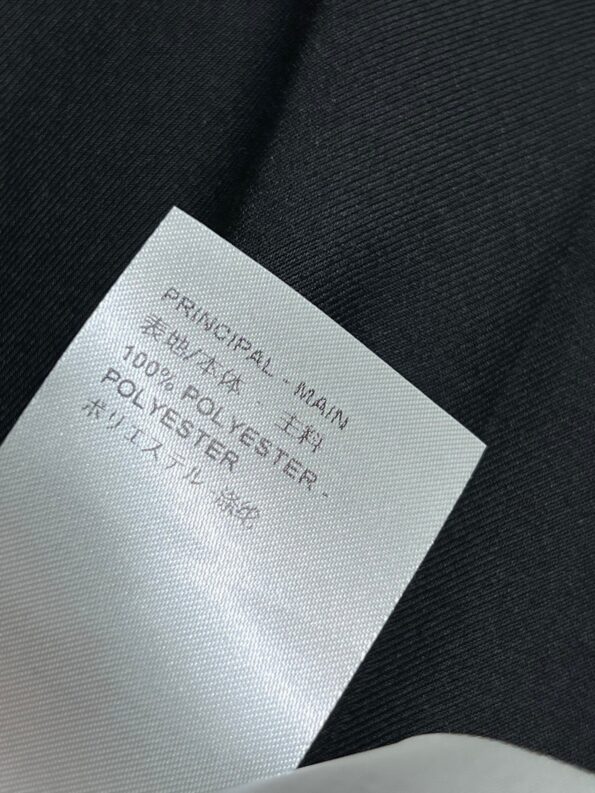 PRINCIPAL - MAIN
表地/本体 - 主料
100% POLYESTER -
POLYESTER
ポリエステル-涤纶